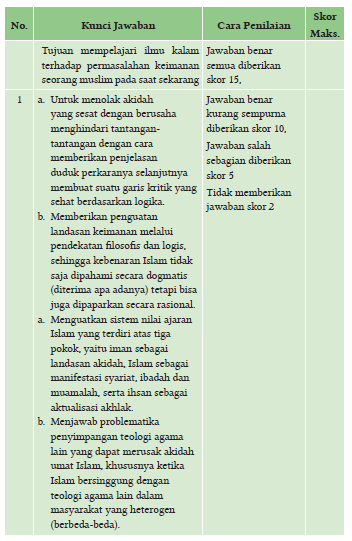 No.
Kunci Jawaban
Cara Penilaian
Skor
Maks.
Tujuan mempelajari ilmu kalam
terhadap permasalahan keimanan
seorang muslim pada saat sekarang
Jawaban benar
semua diberikan
skor 15,
1
a. Untuk menolak akidah
yang sesat dengan berusaha
menghindari tantangan-
tantangan dengan cara
memberikan penjelasan
duduk perkaranya selanjutnya
membuat suatu garis kritik yang
sehat berdasarkan logika.
b. Memberikan penguatan
landasan keimanan melalui
pendekatan filosofis dan logis,
sehingga kebenaran Islam tidak
saja dipahami secara dogmatis
(diterima apa adanya) tetapi bisa
juga dipaparkan secara rasional.
a. Menguatkan sistem nilai ajaran
Islam yang terdiri atas tiga
pokok, yaitu iman sebagai
landasan akidah, Islam sebagai
manifestasi syariat, ibadah dan
muamalah, serta ihsan sebagai
aktualisasi akhlak.
b. Menjawab problematika
penyimpangan teologi agama
lain yang dapat merusak akidah
umat Islam, khususnya ketika
Islam bersinggung dengan
teologi agama lain dalam
masyarakat yang heterogen
(berbeda-beda).
Jawaban benar
kurang sempurna
diberikan skor 10,
Jawaban salah
sebagian diberikan
skor 5
Tidak memberikan
jawaban skor 2